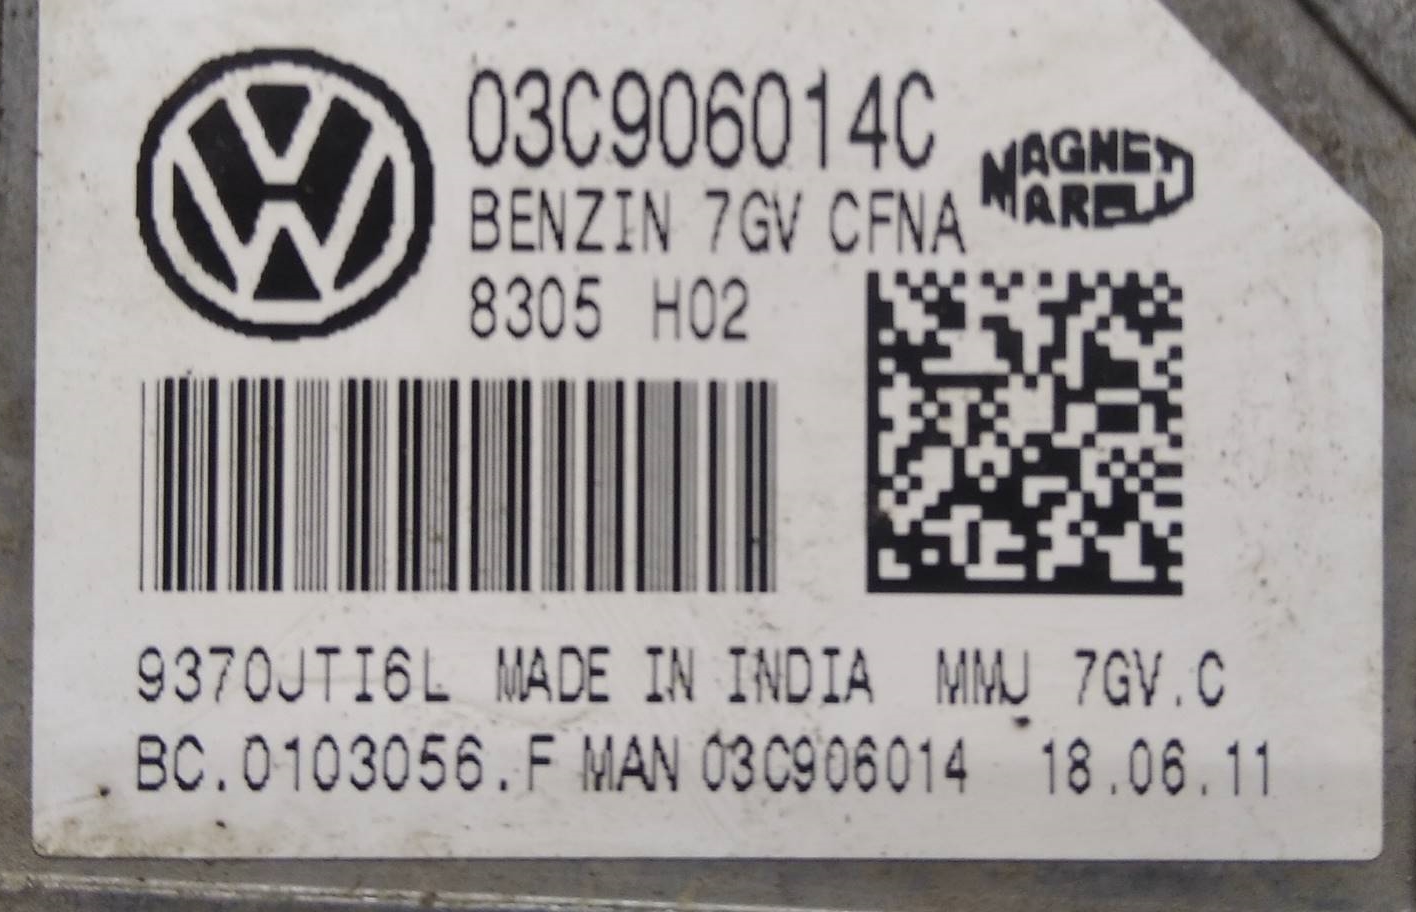 03C906014C
MAGNETI
MARELLI
BENZIN 7GV CFNA
8305 H02
9370JTI6L MADE IN INDIA MMJ 7GV.C
BC.0103056.F MAN 03C906014 18.06.11